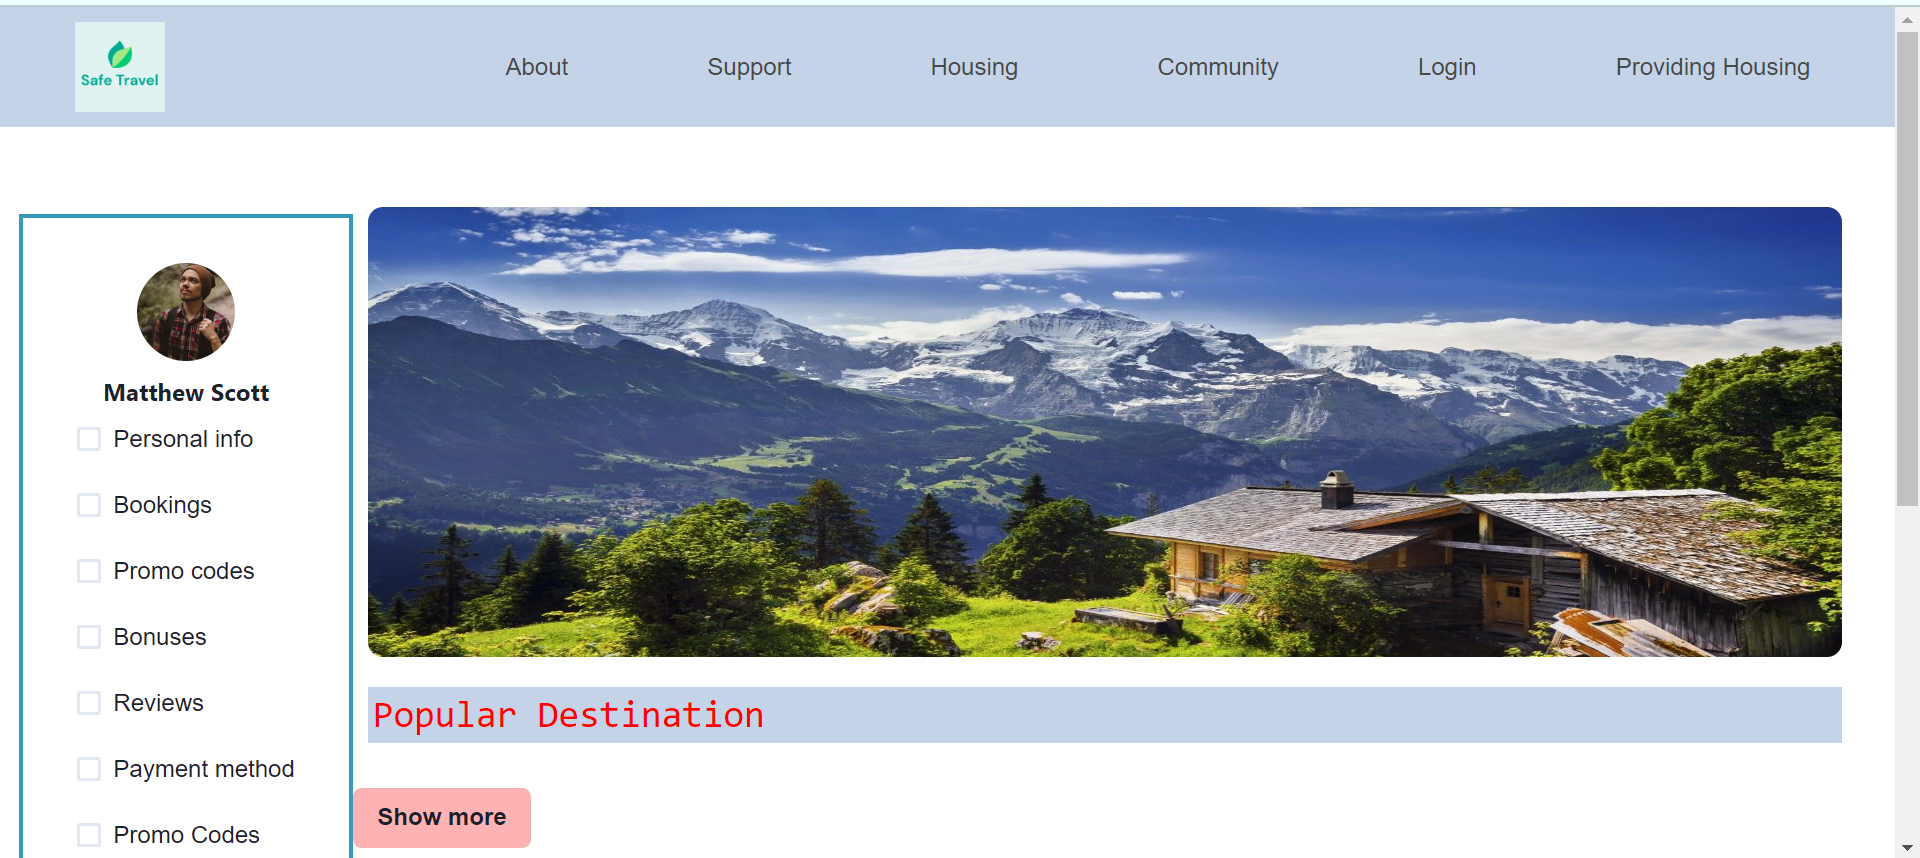 Safe Travel
About
Support
Housing
Community
Login
Providing Housing
Matthew Scott
Personal info
Bookings
Promo codes
Bonuses
Reviews
Payment method
Promo Codes
Popular Destination
Show more